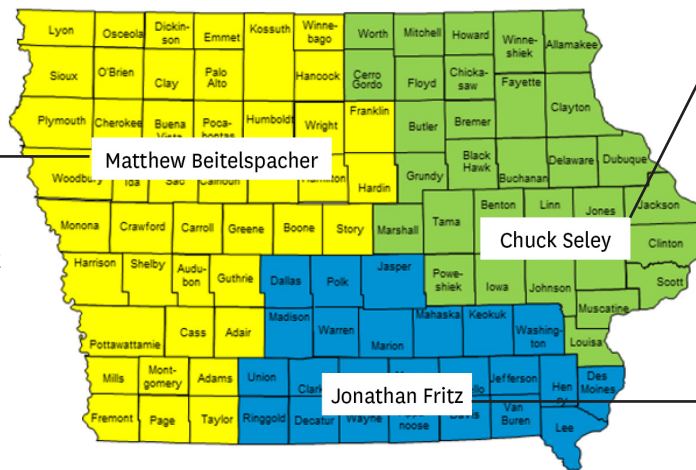 Lyon Osceola Dickin-
son Emmet Kossuth Winne-
bago Worth Mitchell Howard Winne-
shiek Allamakee
Sioux O'Brien Clay Palo
Alto Hancock Cerro
Gordo Floyd Chicka-
saw Fayette Clayton
Plymouth Cherokee Buena Humboldt Wright Franklin Butler Bremer
Matthew Beitelspacher
Woodbury Ida Sac Calhoun Hamilton Hardin Grundy Black
Hawk Buchanan Delaware Dubuque
Monona Crawford Carroll Greene Boone Story Marshall Tama Benton Linn Jones Jackson
Chuck Seley
Clinton
Harrison Shelby Audu-
bon Guthrie Dallas Polk Jasper Powe-
shiek Iowa Johnson Scott
Muscatine
Pottawattamie Cass Adair Madison Warren Marion Mahaska Keokuk Washing-
ton Louisa
Mills Mont-
gomery Adams Union Jefferson Hen
ry Des
Moines
Jonathan Fritz
Fremont Page Taylor Ringgold Decatur Wayne noose Davis Van
Buren Lee